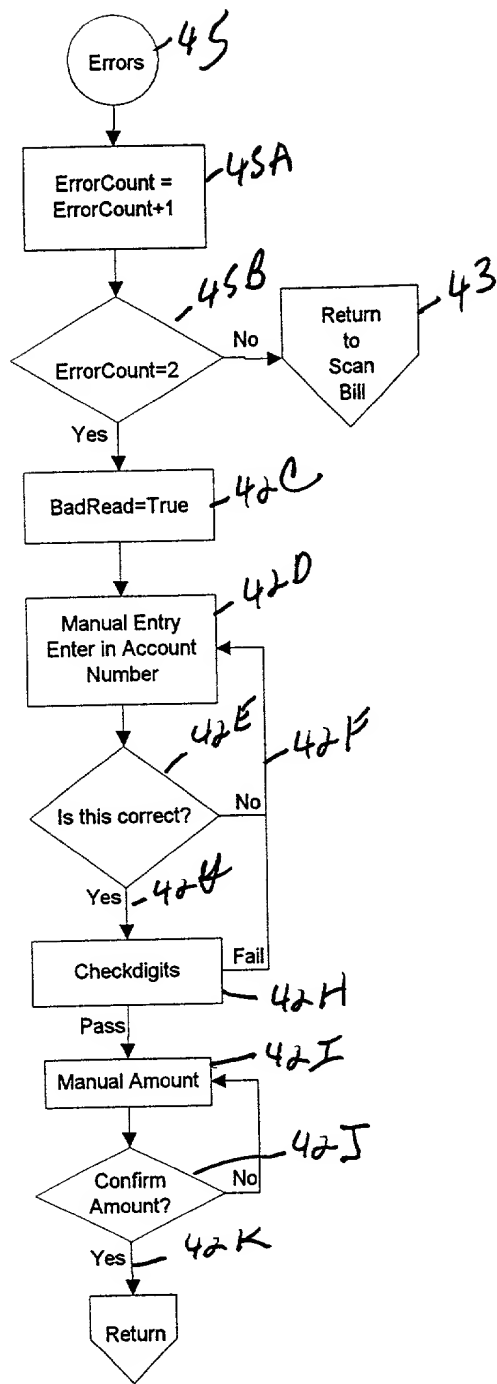 Errors
45
ErrorCount =
ErrorCount+1
45A
ErrorCount=2
45B
No
Return
to
Scan
Bill
43
Yes
BadRead=True
42C
Manual Entry
Enter in Account
Number
42D
Is this correct?
42E
No
42F
Yes
Checkdigits
Fail
42H
Pass
Manual Amount
42I
Confirm
Amount?
42J
No
Yes
42K
Return